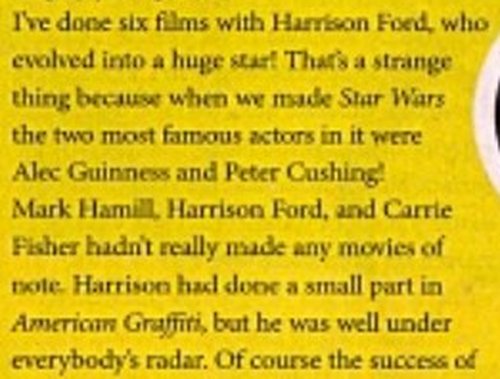 I've done six films with Harrison Ford, who
evolved into a huge star! That's a strange
thing because when we made Star Wars
the two most famous actors in it were
Alec Guinness and Peter Cushing!
Mark Hamill, Harrison Ford, and Carrie
Fisher hadn't really made any movies of
note. Harrison had done a small part in
American Graffiti, but he was well under
everybody's radar. Of course the success of